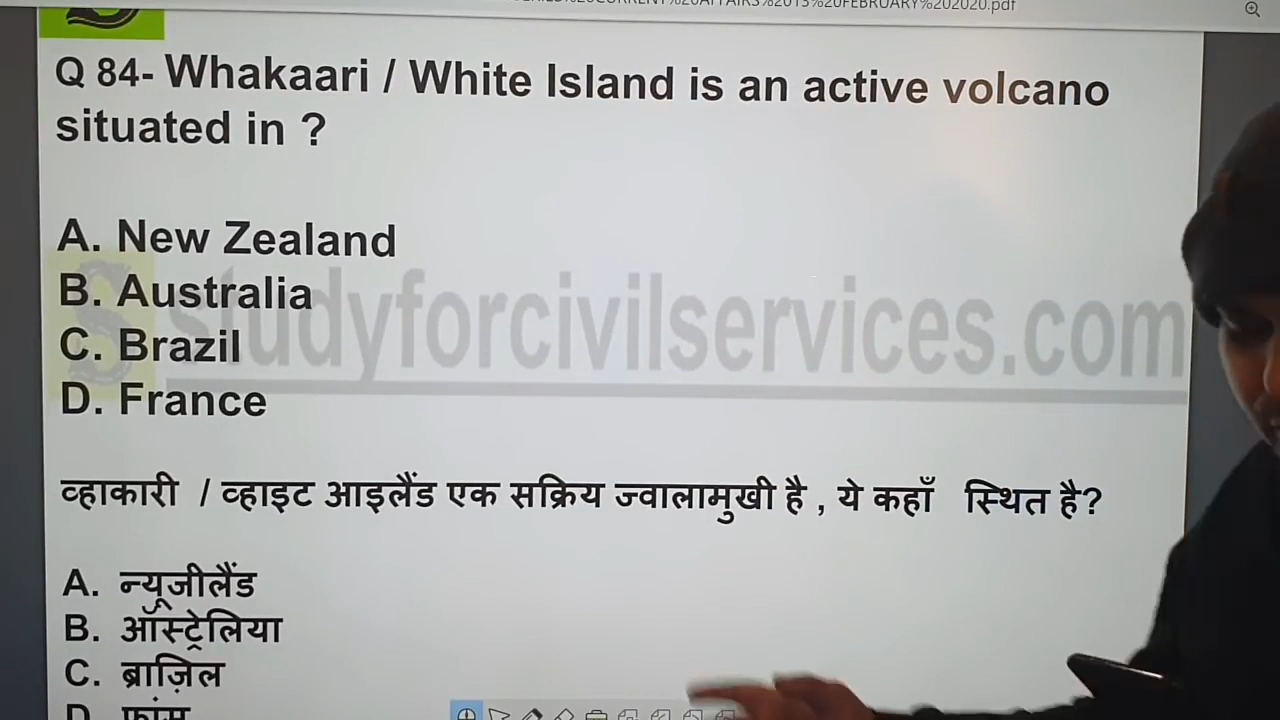 Q 84- Whakaari / White Island is an active volcano
situated in ?
A. New Zealand
B. Australia
C. Brazil
D. France
studyforcivilservices.com
व्हाकारी / व्हाइट आइलैंड एक सक्रिय ज्वालामुखी है , ये कहाँ स्थित है?
A. न्यूजीलैंड
B. ऑस्ट्रेलिया
C. ब्राज़िल